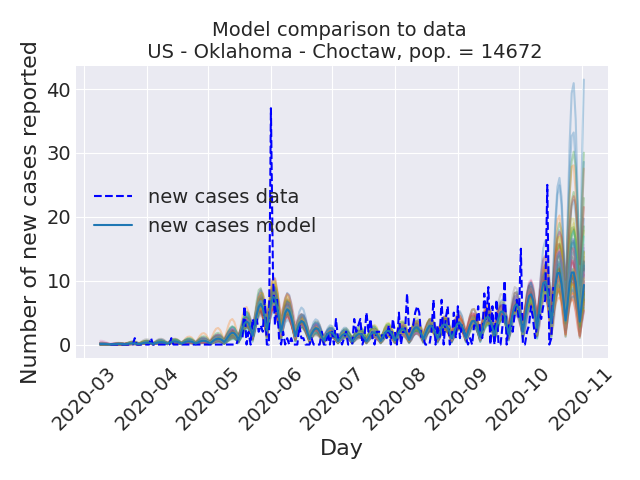 Model comparison to data
US - Oklahoma - Choctaw, pop. = 14672
Number of new cases reported
40
30
20
10
0
new cases data
new cases model
2020-03
2020-04
2020-05
2020-06
2020-07
2020-08
2020-09
2020-10
2020-11
Day